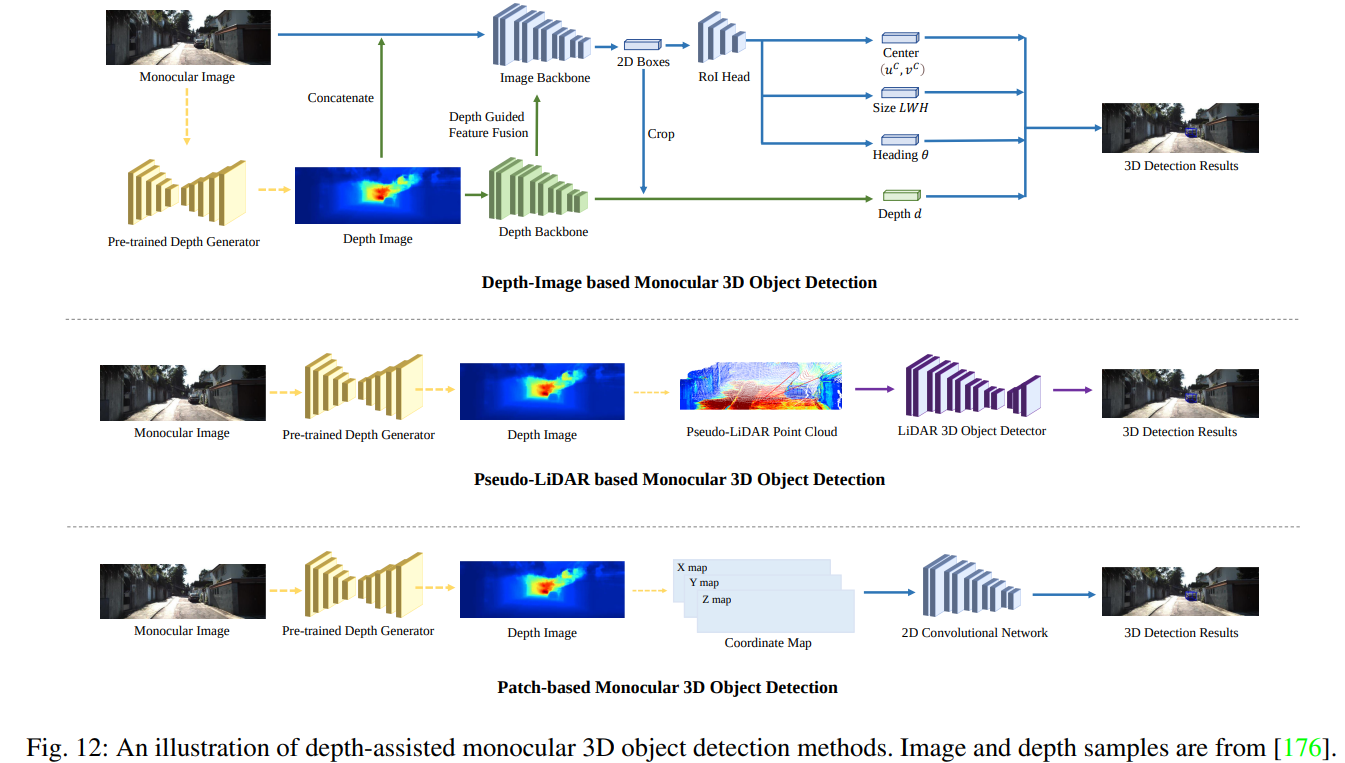 Monocular Image
Concatenate
Image Backbone
2D Boxes
RoI Head
Center
(u^C, v^C)
Size LWH
Heading θ
Depth Guided
Feature Fusion
Crop
3D Detection Results
Pre-trained Depth Generator
Depth Image
Depth Backbone
Depth d
Depth-Image based Monocular 3D Object Detection
Monocular Image
Pre-trained Depth Generator
Depth Image
Pseudo-LiDAR Point Cloud
LiDAR 3D Object Detector
3D Detection Results
Pseudo-LiDAR based Monocular 3D Object Detection
Monocular Image
Pre-trained Depth Generator
Depth Image
X map
Y map
Z map
Coordinate Map
2D Convolutional Network
3D Detection Results
Patch-based Monocular 3D Object Detection
Fig. 12: An illustration of depth-assisted monocular 3D object detection methods. Image and depth samples are from [176].